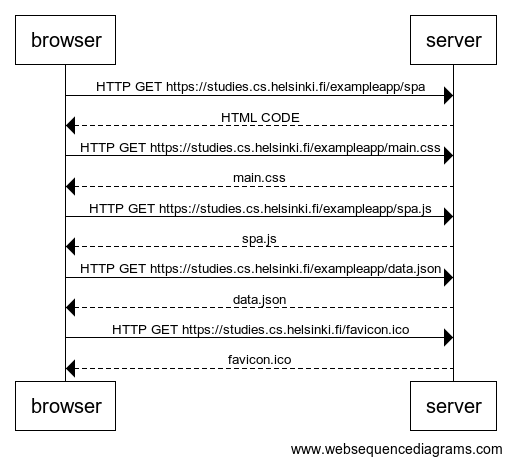 browser server
HTTP GET https://studies.cs.helsinki.fi/exampleapp/spa
HTML CODE
HTTP GET https://studies.cs.helsinki.fi/exampleapp/main.css
main.css
HTTP GET https://studies.cs.helsinki.fi/exampleapp/spa.js
spa.js
HTTP GET https://studies.cs.helsinki.fi/exampleapp/data.json
data.json
HTTP GET https://studies.cs.helsinki.fi/favicon.ico
favicon.ico
browser server
www.websequencediagrams.com